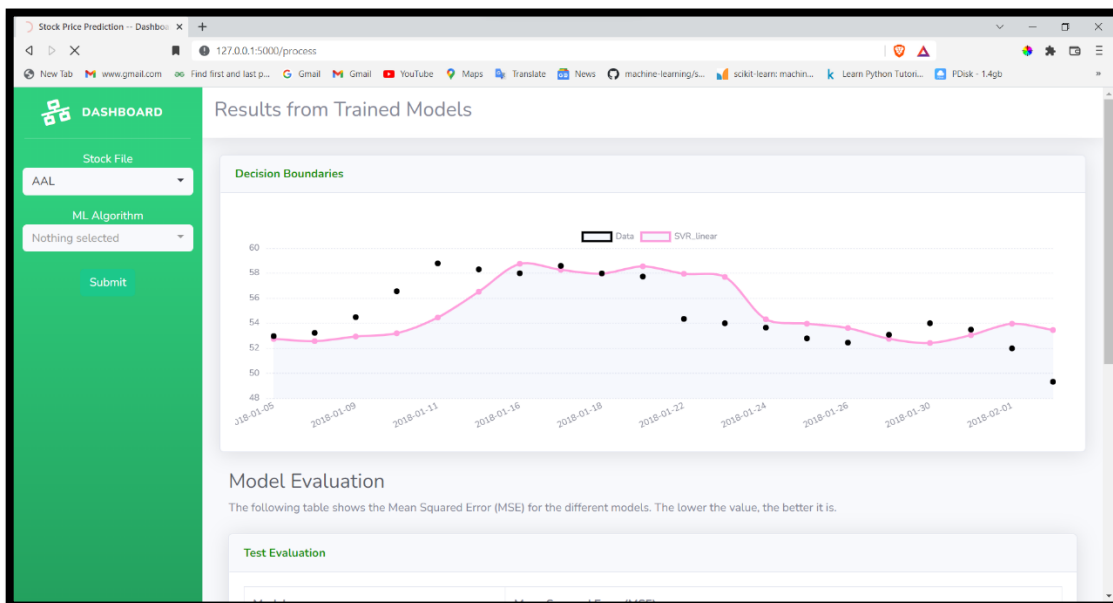 Stock Price Prediction -- Dashboa
127.0.0.1:5000/process
New Tab www.gmail.com Find first and last p... Gmail Gmail YouTube Maps Translate News machine-learning/s... scikit-learn: machin... Learn Python Tutori... PDisk - 1.4gb
DASHBOARD
Stock File
AAL
ML Algorithm
Nothing selected
Submit
Results from Trained Models
Decision Boundaries
Data SVR_linear
60
58
56
54
52
50
48
018-01-05 2018-01-09 2018-01-11 2018-01-16 2018-01-18 2018-01-22 2018-01-24 2018-01-26 2018-01-30 2018-02-01
Model Evaluation
The following table shows the Mean Squared Error (MSE) for the different models. The lower the value, the better it is.
Test Evaluation